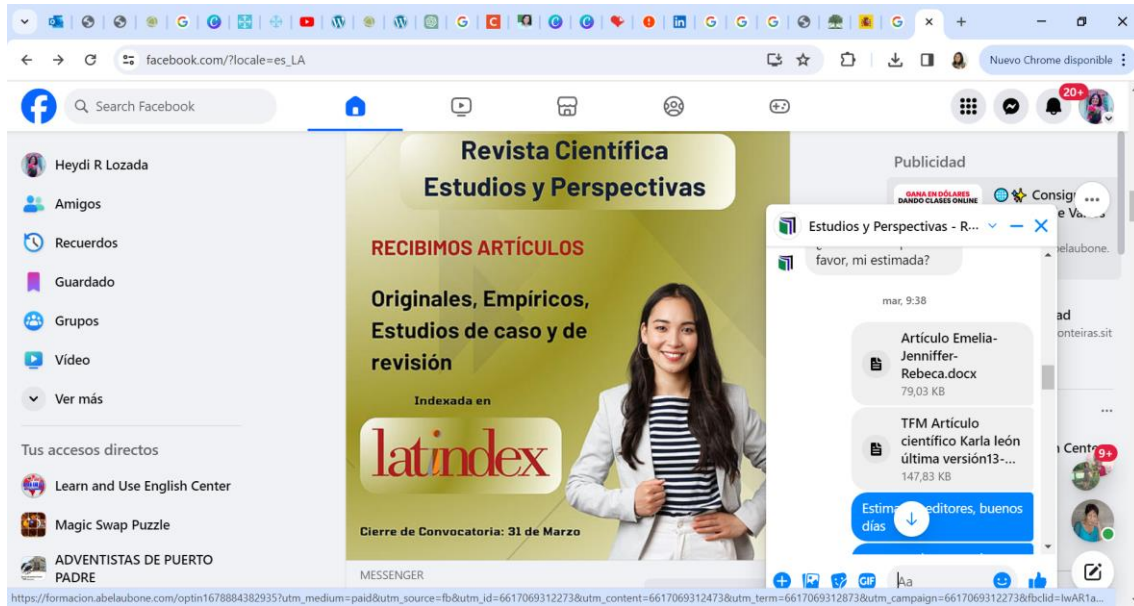 facebook.com/?locale=es_LA
Nuevo Chrome disponible
Search Facebook
20+
Heydi R Lozada
Amigos
Recuerdos
Guardado
Grupos
Vídeo
Ver más
Tus accesos directos
Learn and Use English Center
Magic Swap Puzzle
ADVENTISTAS DE PUERTO
PADRE
Revista Científica
Estudios y Perspectivas
RECIBIMOS ARTÍCULOS
Originales, Empíricos,
Estudios de caso y de
revisión
Indexada en
latindex
Cierre de Convocatoria: 31 de Marzo
MESSENGER
Publicidad
GANA EN DÓLARES
DANDO CLASES ONLINE
Estudios y Perspectivas - R...
favor, mi estimada?
mar, 9:38
Artículo Emelia-
Jenniffer-
Rebeca.docx
79,03 KB
TFM Artículo
científico Karla león
última versión13-...
147,83 KB
editores, buenos
días
GIF
Aa
9+
https://formacion.abelaubone.com/optin1678884382935?utm_medium=paid&utm_source=fb&utm_id=6617069312273&utm_content=6617069312473&utm_term=6617069312873&utm_campaign=6617069312273&fbclid=IwAR1a...